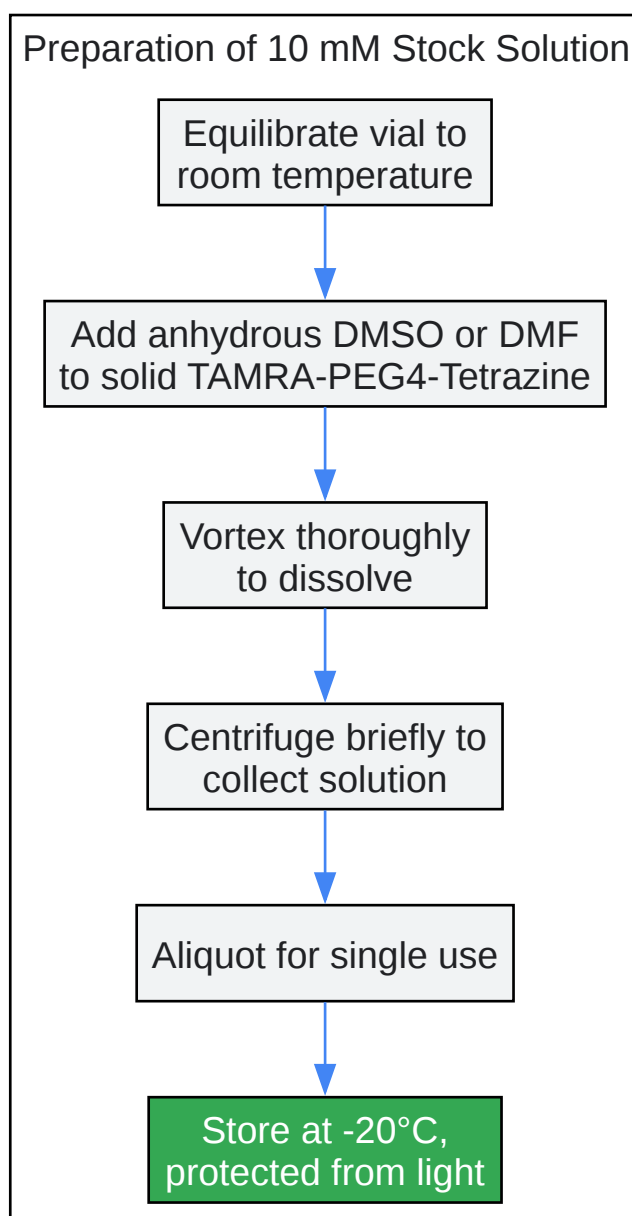 Preparation of 10 mM Stock Solution
Equilibrate vial to
room temperature
Add anhydrous DMSO or DMF
to solid TAMRA-PEG4-Tetrazine
Vortex thoroughly
to dissolve
Centrifuge briefly to
collect solution
Aliquot for single use
Store at -20°C,
protected from light